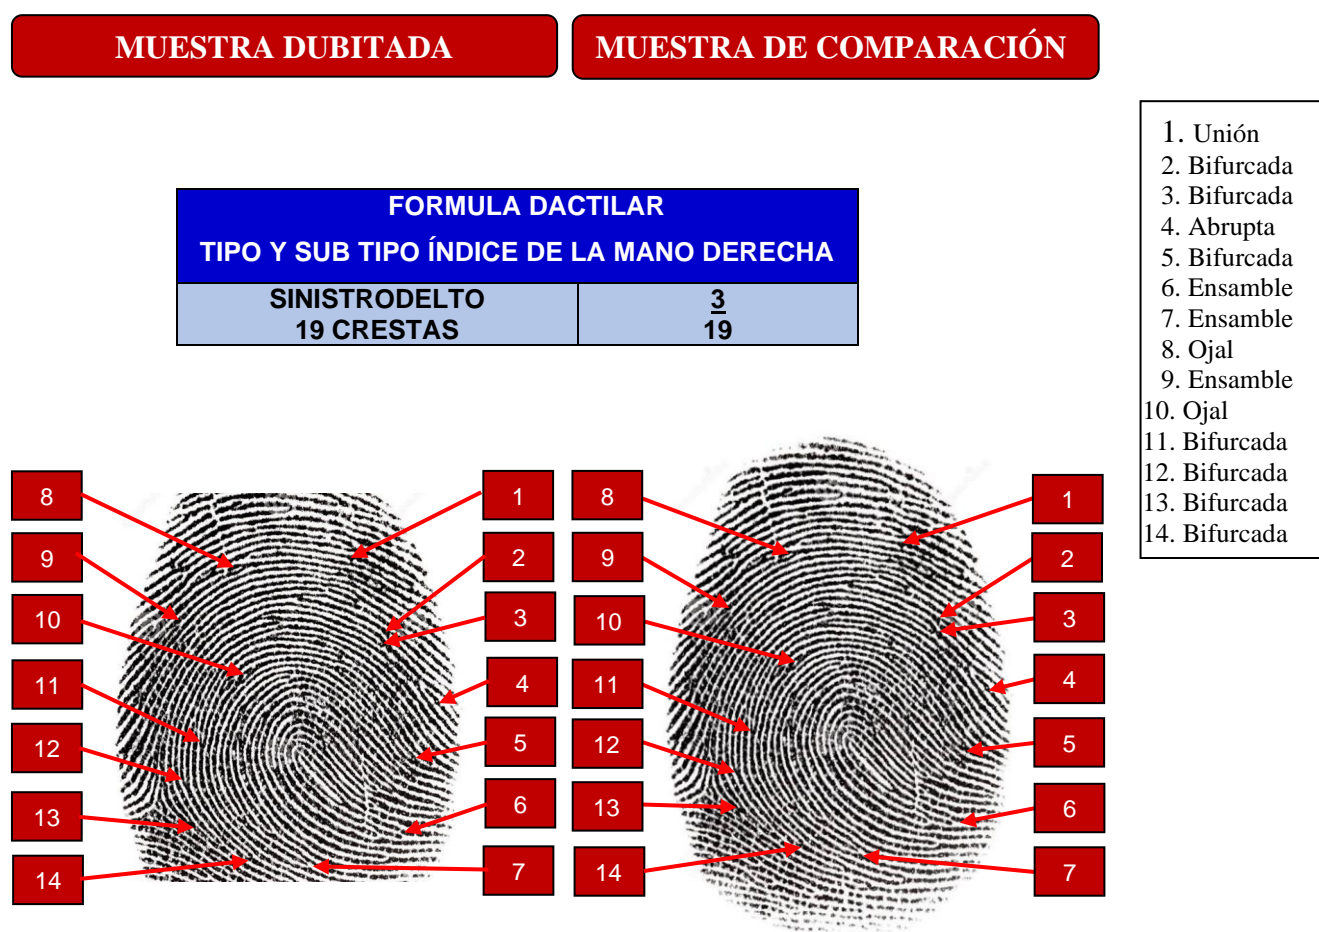 MUESTRA DUBITADA
MUESTRA DE COMPARACIÓN
FORMULA DACTILAR
TIPO Y SUB TIPO ÍNDICE DE LA MANO DERECHA
SINISTRODELTO 3
19 CRESTAS 19
1. Unión
2. Bifurcada
3. Bifurcada
4. Abrupta
5. Bifurcada
6. Ensamble
7. Ensamble
8. Ojal
9. Ensamble
10. Ojal
11. Bifurcada
12. Bifurcada
13. Bifurcada
14. Bifurcada
8
9
10
11
12
13
14
1
2
3
4
5
6
7
8
9
10
11
12
13
14
1
2
3
4
5
6
7